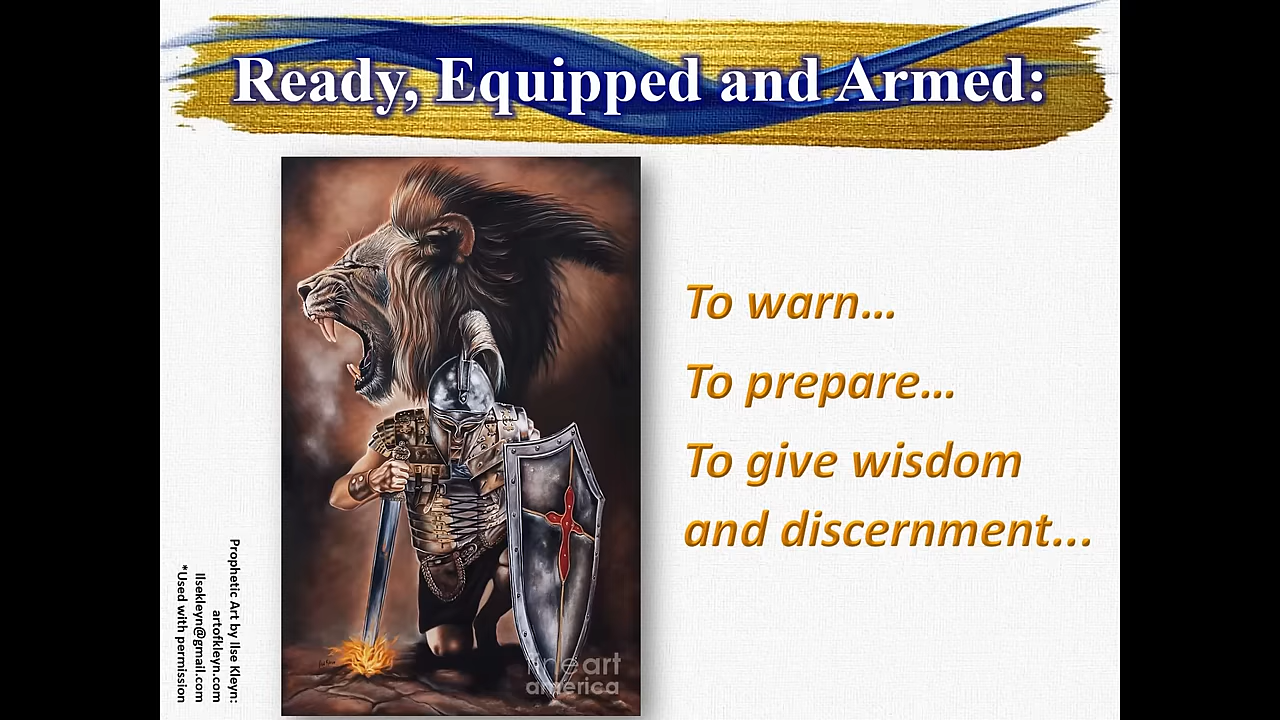 Ready, Equipped and Armed:
To warn...
To prepare...
To give wisdom
and discernment...
Prophetic Art by Ilse Kleyn:
artofkleyn.com
Ilsekleyn@gmail.com
*Used with permission
fine art
america